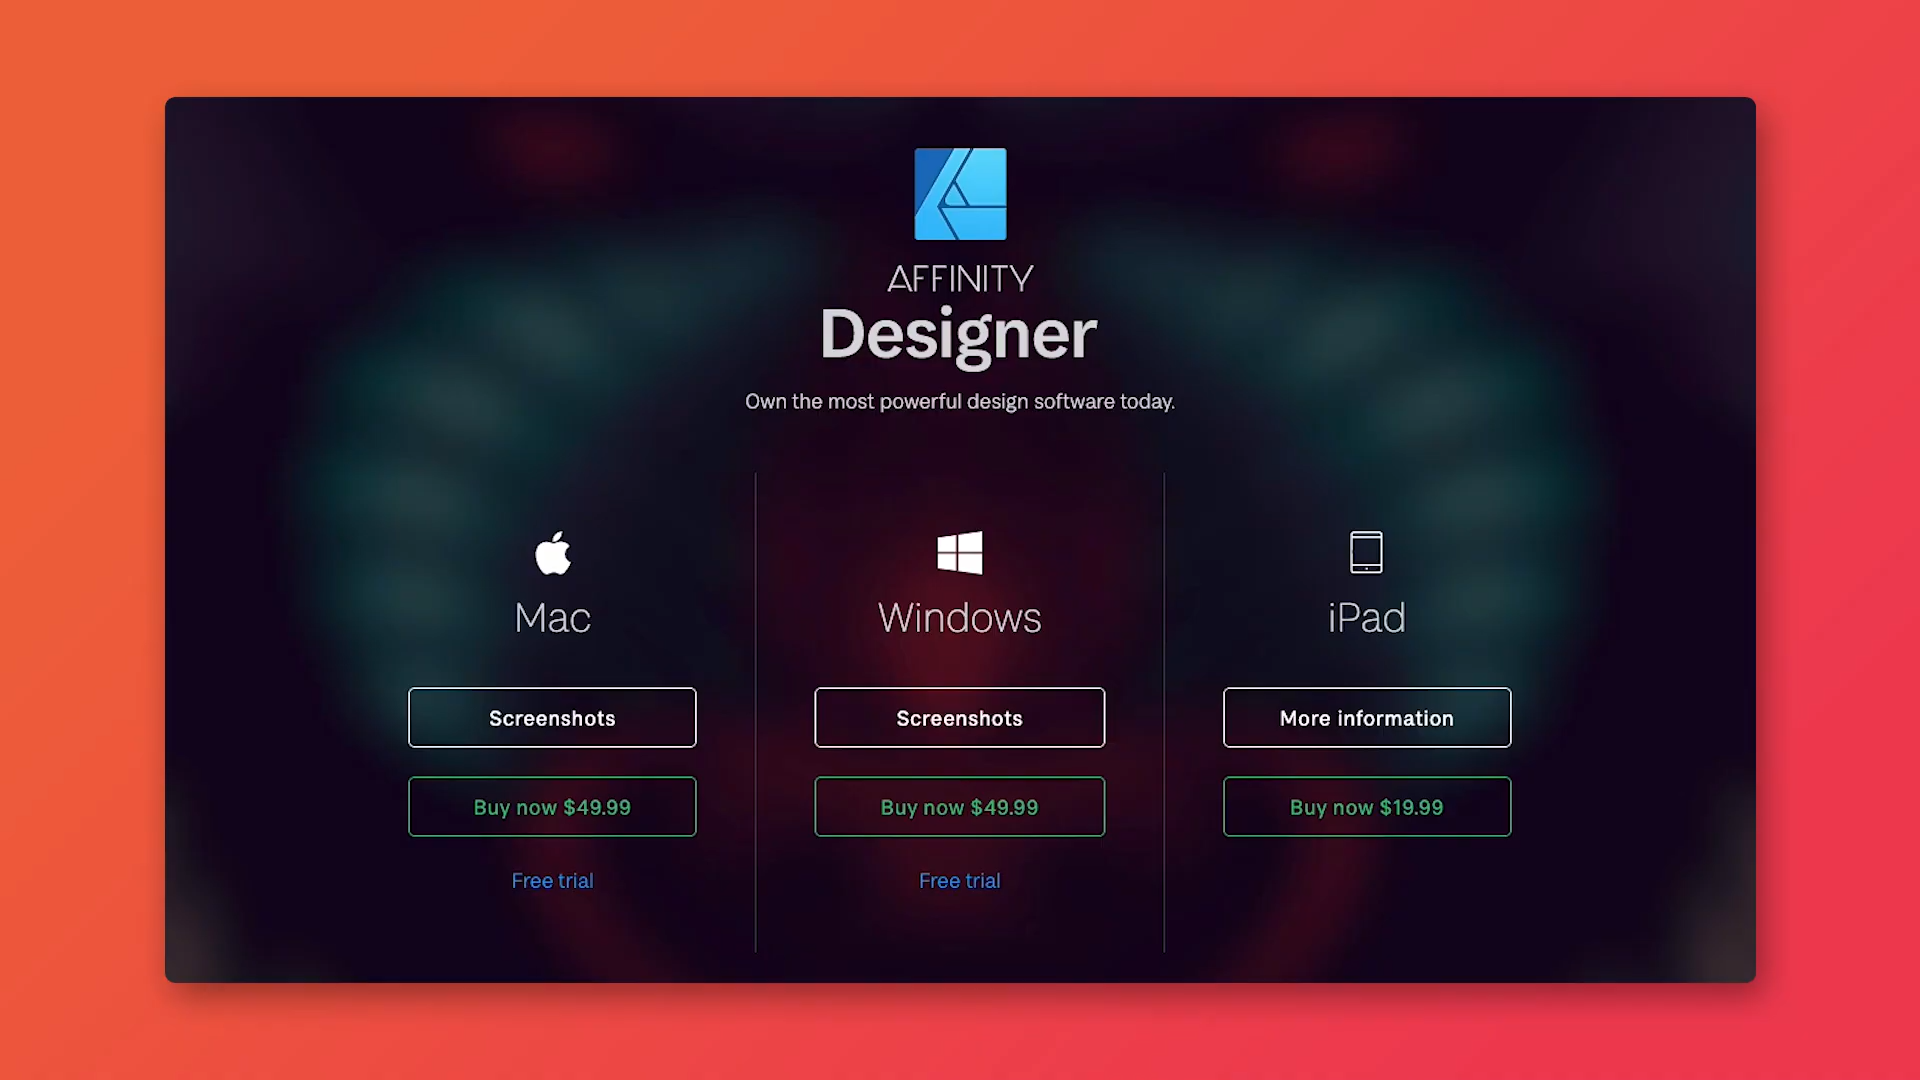 AFFINITY
Designer
Own the most powerful design software today.
Mac
Windows
iPad
Screenshots
Screenshots
More information
Buy now $49.99
Buy now $49.99
Buy now $19.99
Free trial
Free trial